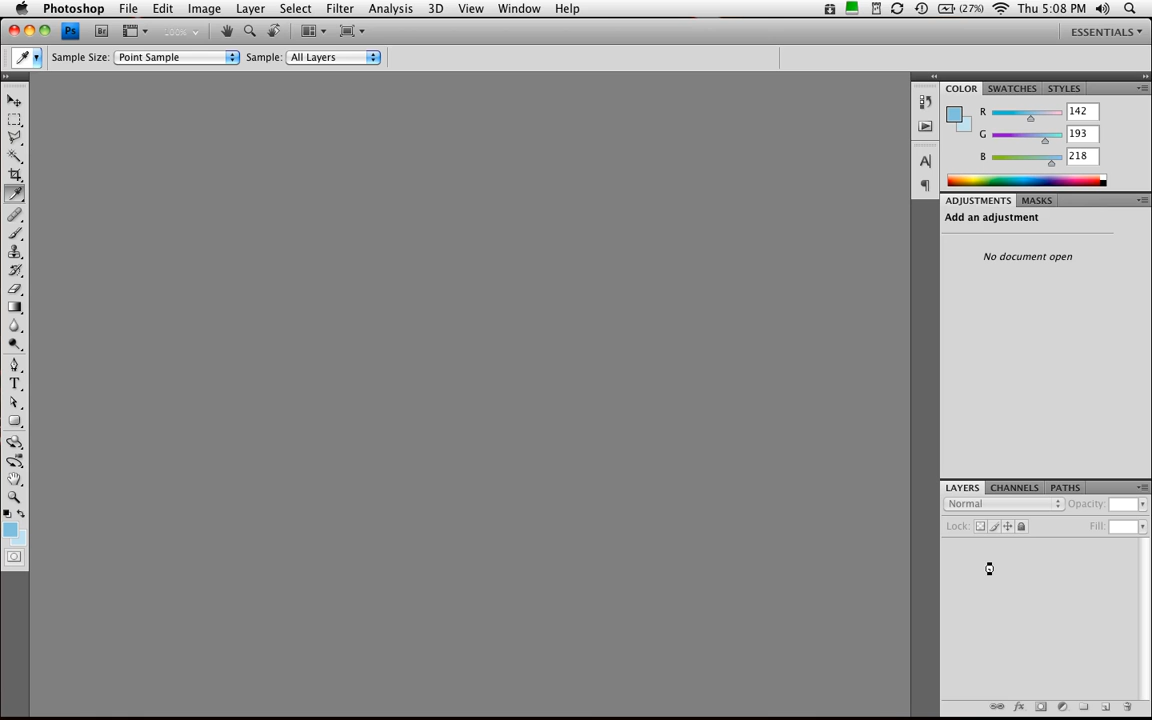 Photoshop File Edit Image Layer Select Filter Analysis 3D View Window Help (27%) Thu 5:08 PM
Ps Br 100% ESSENTIALS
Sample Size: Point Sample Sample: All Layers
COLOR SWATCHES STYLES
R 142
G 193
B 218
A
ADJUSTMENTS MASKS
Add an adjustment
No document open
T
LAYERS CHANNELS PATHS
Normal Opacity:
Lock: Fill:
fx